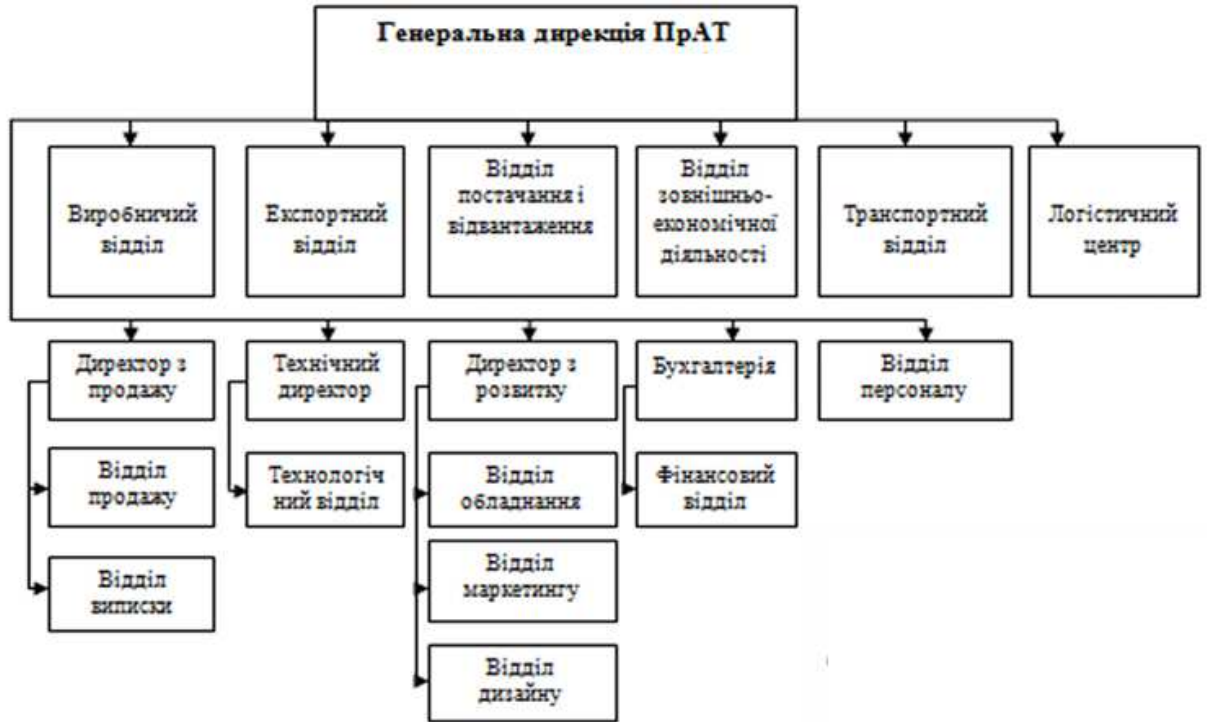 Генеральна дирекція ПрАТ
Виробничий
відділ
Експортний
відділ
Відділ
постачання і
відвантаження
Відділ
зовнішньо-
економічної
діяльності
Транспортний
відділ
Логістичний
центр
Директор з
продажу
Технічний
директор
Директор з
розвитку
Бухгалтерія
Відділ
персоналу
Відділ
продажу
Технологіч
ний відділ
Відділ
обладнання
Фінансовий
відділ
Відділ
маркетингу
Відділ
виписки
Відділ
дизайну